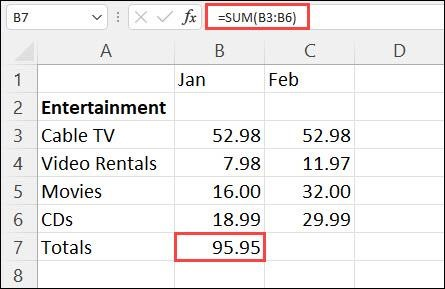 B7 fx =SUM(B3:B6)
A B C D
1 Jan Feb
2 Entertainment
3 Cable TV 52.98 52.98
4 Video Rentals 7.98 11.97
5 Movies 16.00 32.00
6 CDs 18.99 29.99
7 Totals 95.95
8